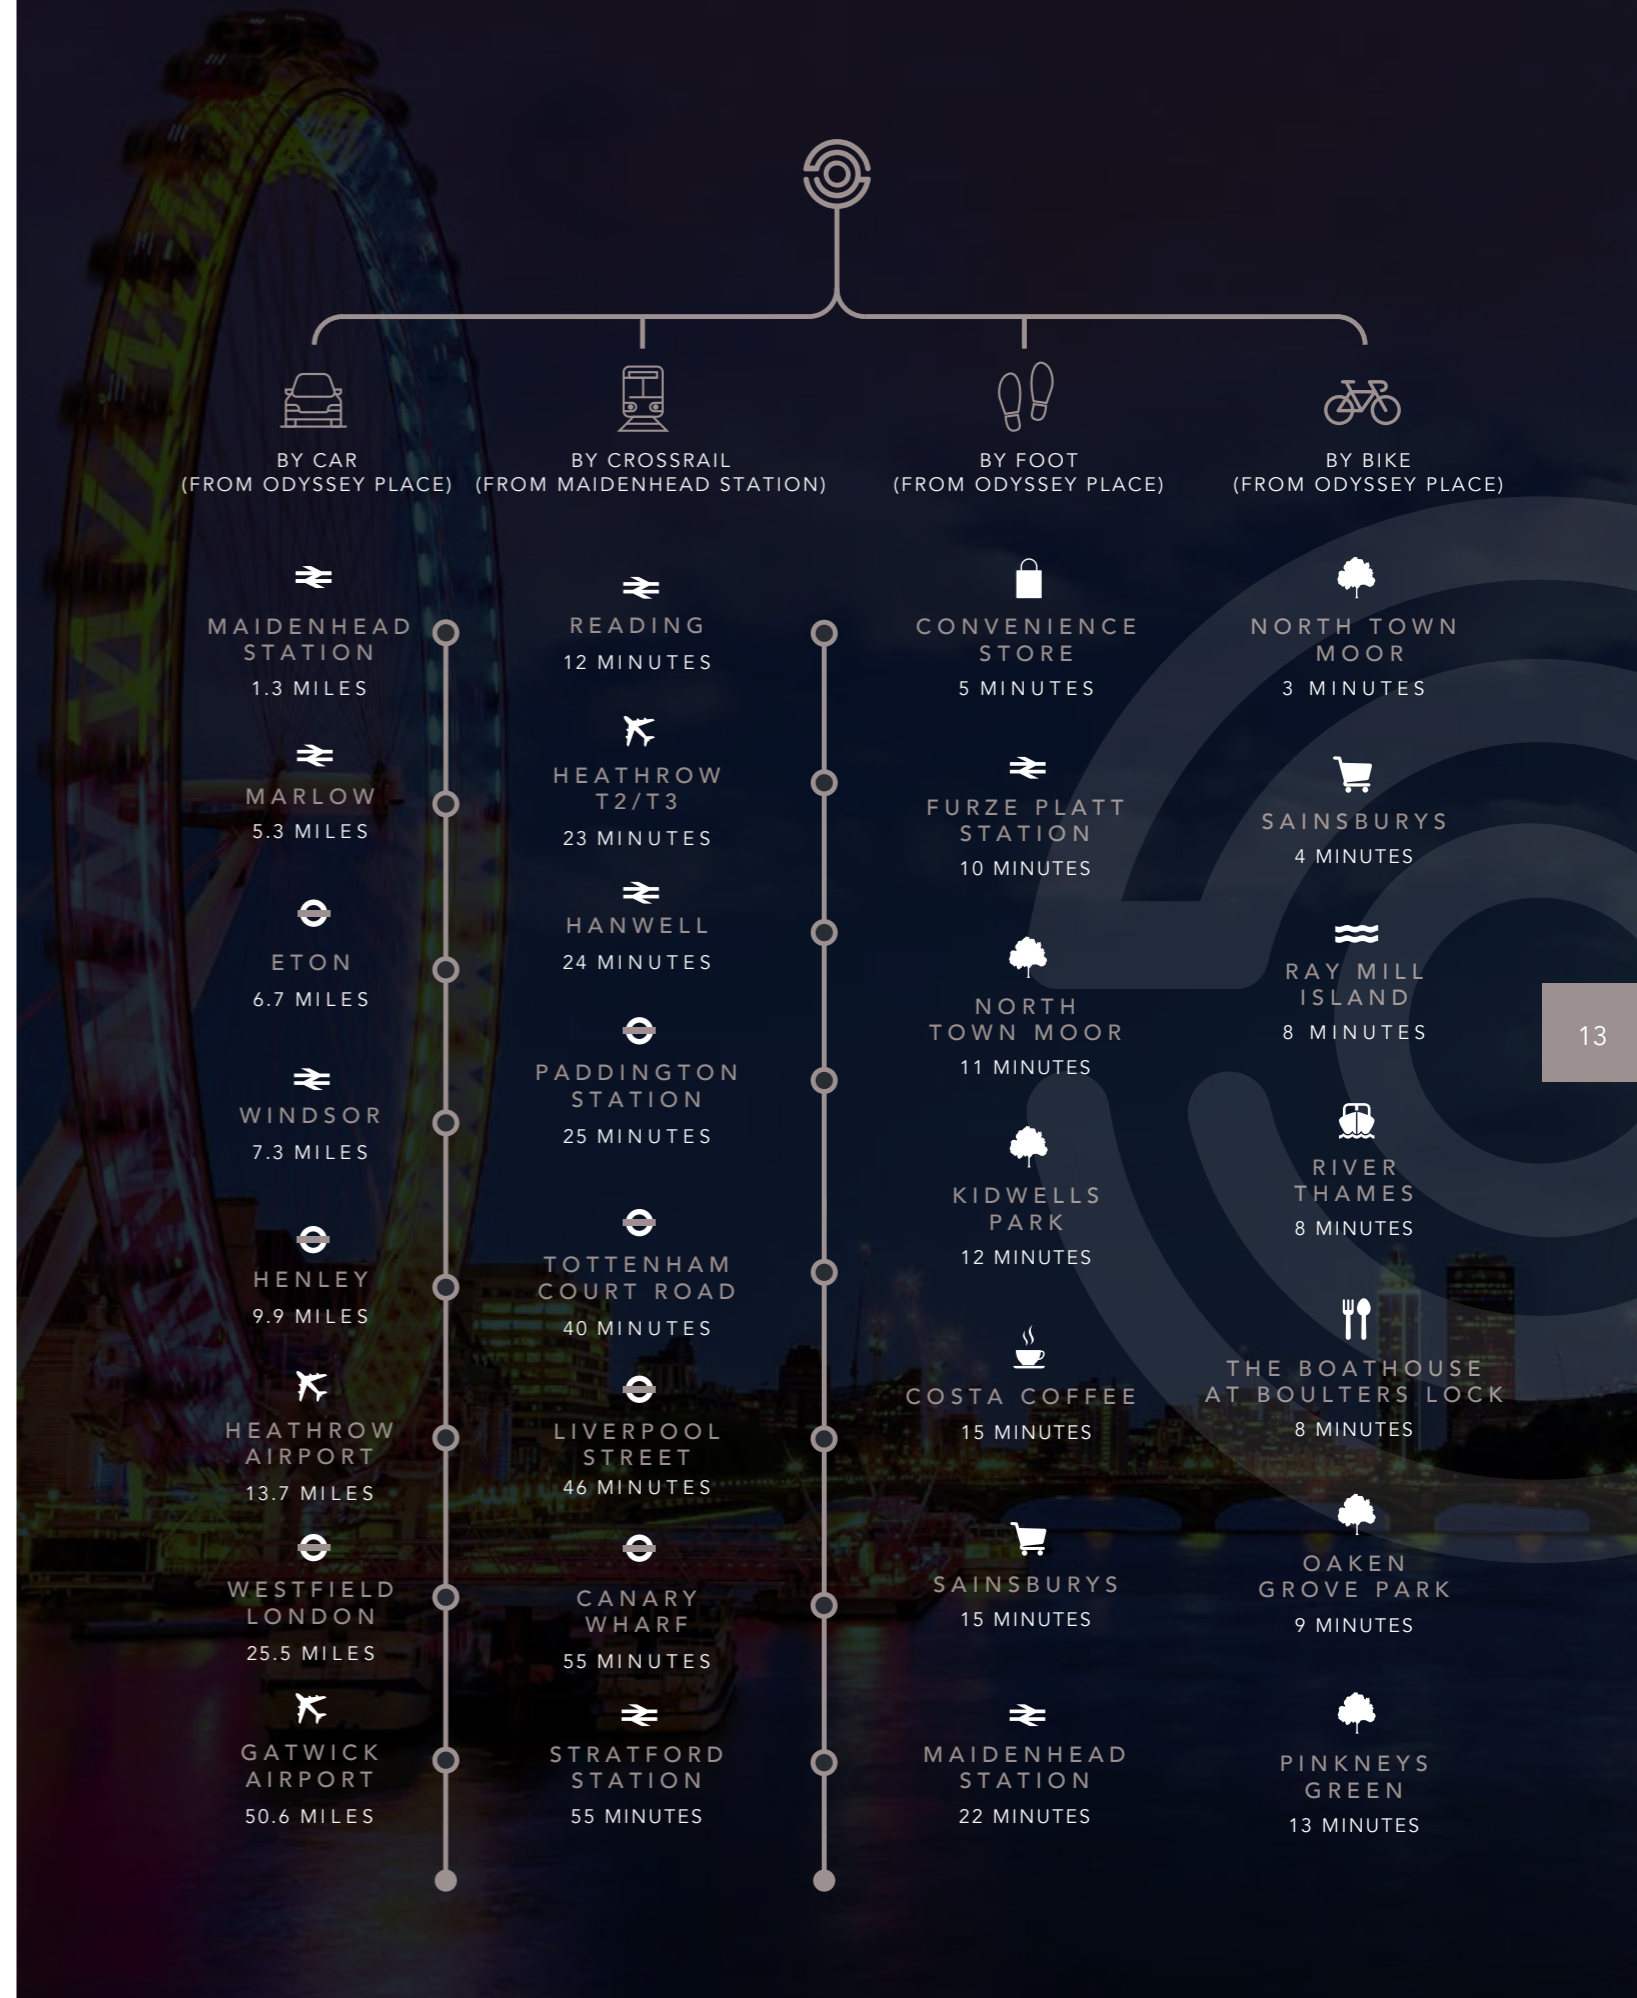 BY CAR
(FROM ODYSSEY PLACE)
MAIDENHEAD
STATION
1.3 MILES
MARLOW
5.3 MILES
ETON
6.7 MILES
WINDSOR
7.3 MILES
HENLEY
9.9 MILES
HEATHROW
AIRPORT
13.7 MILES
WESTFIELD
LONDON
25.5 MILES
GATWICK
AIRPORT
50.6 MILES
BY CROSSRAIL
(FROM MAIDENHEAD STATION)
READING
12 MINUTES
HEATHROW
T2/T3
23 MINUTES
HANWELL
24 MINUTES
PADDINGTON
STATION
25 MINUTES
TOTTENHAM
COURT ROAD
40 MINUTES
LIVERPOOL
STREET
46 MINUTES
CANARY
WHARF
55 MINUTES
STRATFORD
STATION
55 MINUTES
BY FOOT
(FROM ODYSSEY PLACE)
CONVENIENCE
STORE
5 MINUTES
FURZE PLATT
STATION
10 MINUTES
NORTH
TOWN MOOR
11 MINUTES
KIDWELLS
PARK
12 MINUTES
COSTA COFFEE
15 MINUTES
SAINSBURYS
15 MINUTES
MAIDENHEAD
STATION
22 MINUTES
BY BIKE
(FROM ODYSSEY PLACE)
NORTH TOWN
MOOR
3 MINUTES
SAINSBURYS
4 MINUTES
RAY MILL
ISLAND
8 MINUTES
RIVER
THAMES
8 MINUTES
THE BOATHOUSE
AT BOULTERS LOCK
8 MINUTES
OAKEN
GROVE PARK
9 MINUTES
PINKNEYS
GREEN
13 MINUTES
13